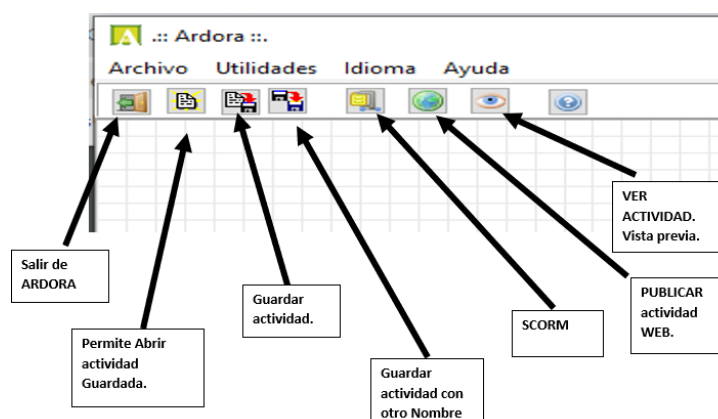 .:: Ardora ::.
Archivo Utilidades Idioma Ayuda
VER
ACTIVIDAD.
Vista previa.
Salir de
ARDORA
Guardar
actividad.
PUBLICAR
actividad
WEB.
SCORM
Permite Abrir
actividad
Guardada.
Guardar
actividad con
otro Nombre